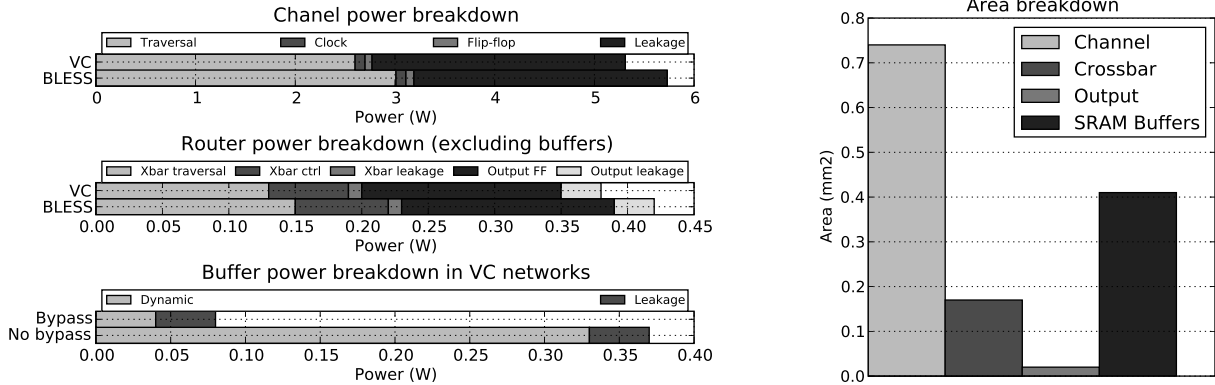 Chanel power breakdown
Traversal Clock Flip-flop Leakage
VC
BLESS
0 1 2 3 4 5 6
Power (W)
Router power breakdown (excluding buffers)
Xbar traversal Xbar ctrl Xbar leakage Output FF Output leakage
VC
BLESS
0.00 0.05 0.10 0.15 0.20 0.25 0.30 0.35 0.40 0.45
Power (W)
Buffer power breakdown in VC networks
Dynamic Leakage
Bypass
No bypass
0.00 0.05 0.10 0.15 0.20 0.25 0.30 0.35 0.40
Power (W)
Area breakdown
0.8
0.7
0.6
0.5
0.4
0.3
0.2
0.1
0.0
Area (mm2)
Channel
Crossbar
Output
SRAM Buffers